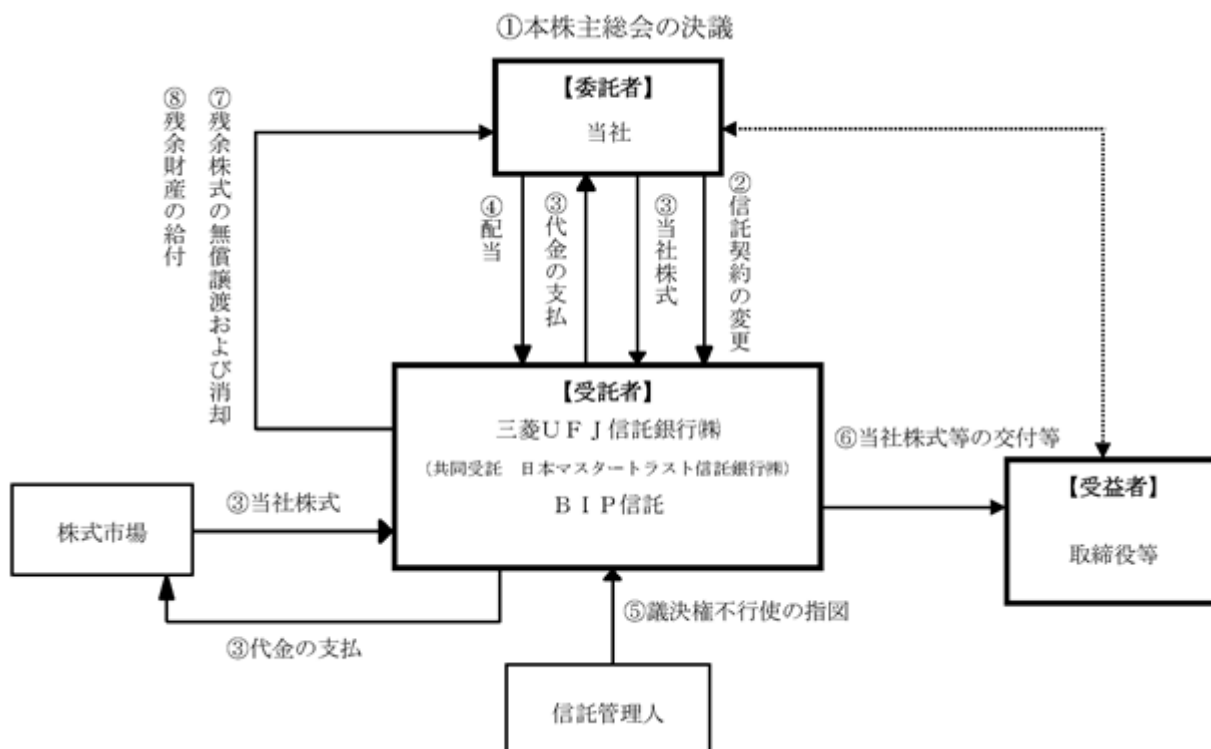 ①本株主総会の決議
【委託者】
当社
⑧残余財産の給付
⑦残余株式の無償譲渡および消却
④配当
③代金の支払
③当社株式
②信託契約の変更
【受託者】
三菱UFJ信託銀行㈱
(共同受託 日本マスタートラスト信託銀行㈱)
BIP信託
⑥当社株式等の交付等
【受益者】
取締役等
③当社株式
株式市場
③代金の支払
⑤議決権不行使の指図
信託管理人